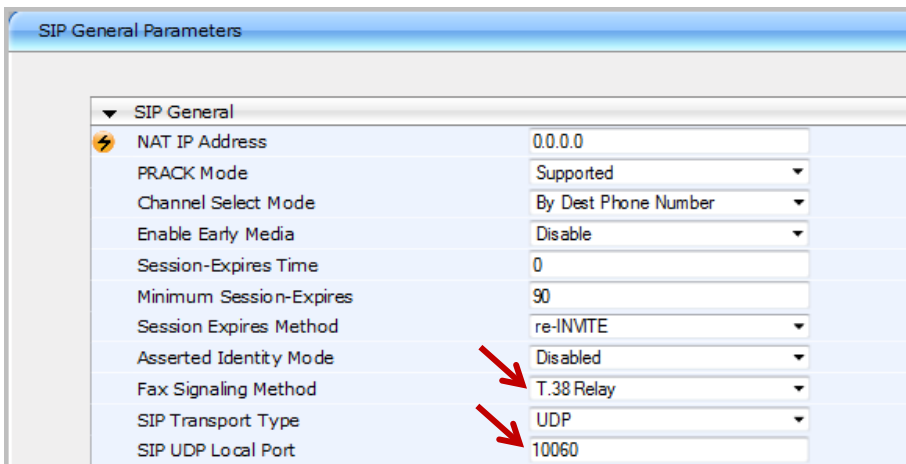 SIP General Parameters
SIP General
NAT IP Address 0.0.0.0
PRACK Mode Supported
Channel Select Mode By Dest Phone Number
Enable Early Media Disable
Session-Expires Time 0
Minimum Session-Expires 90
Session Expires Method re-INVITE
Asserted Identity Mode Disabled
Fax Signaling Method T.38 Relay
SIP Transport Type UDP
SIP UDP Local Port 10060